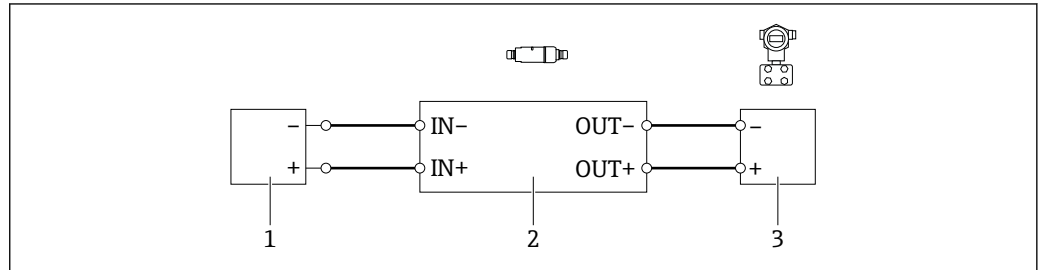 − IN− OUT− −
+ IN+ OUT+ +
1 2 3